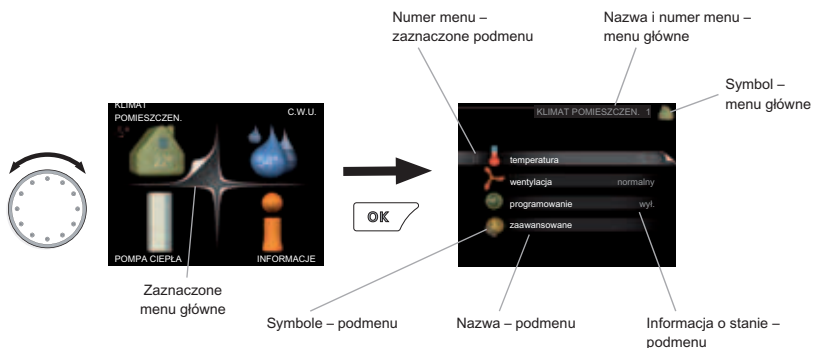 Numer menu –
zaznaczone podmenu
Nazwa i numer menu –
menu główne
Symbol –
menu główne
KLIMAT
POMIESZCZEN.
C.W.U.
POMPA CIEPŁA
INFORMACJE
OK
KLIMAT POMIESZCZEN. 1
temperatura
wentylacja normalny
programowanie wył.
zaawansowane
Zaznaczone
menu główne
Symbole – podmenu
Nazwa – podmenu
Informacja o stanie –
podmenu